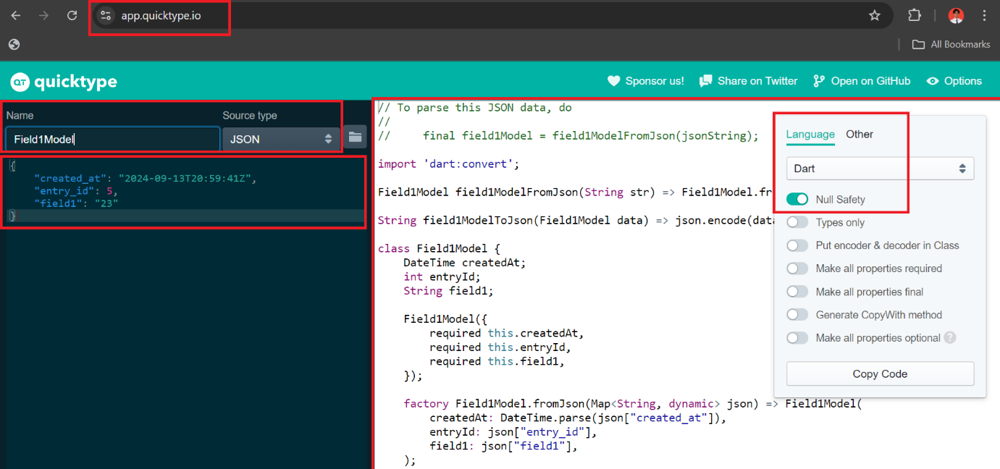 app.quicktype.io
All Bookmarks
QT quicktype
Sponsor us!
Share on Twitter
Open on GitHub
Options
Name
Source type
Field1Model
JSON
{
    "created_at": "2024-09-13T20:59:41Z",
    "entry_id": 5,
    "field1": "23"
}
// To parse this JSON data, do
//
//     final field1Model = field1ModelFromJson(jsonString);
import 'dart:convert';
Field1Model field1ModelFromJson(String str) => Field1Model.fr
String field1ModelToJson(Field1Model data) => json.encode(dat
class Field1Model {
    DateTime createdAt;
    int entryId;
    String field1;
    Field1Model({
        required this.createdAt,
        required this.entryId,
        required this.field1,
    });
    factory Field1Model.fromJson(Map<String, dynamic> json) => Field1Model(
        createdAt: DateTime.parse(json["created_at"]),
        entryId: json["entry_id"],
        field1: json["field1"],
    );
Language
Other
Dart
Null Safety
Types only
Put encoder & decoder in Class
Make all properties required
Make all properties final
Generate CopyWith method
Make all properties optional ?
Copy Code